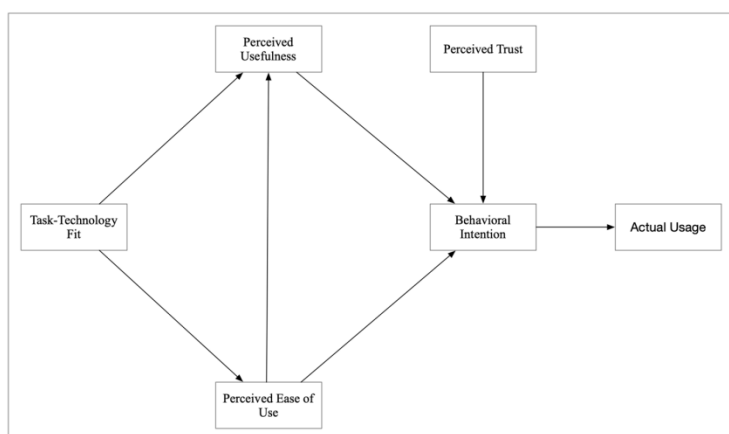 Perceived
Usefulness
Perceived Trust
Task-Technology
Fit
Behavioral
Intention
Actual Usage
Perceived Ease of
Use